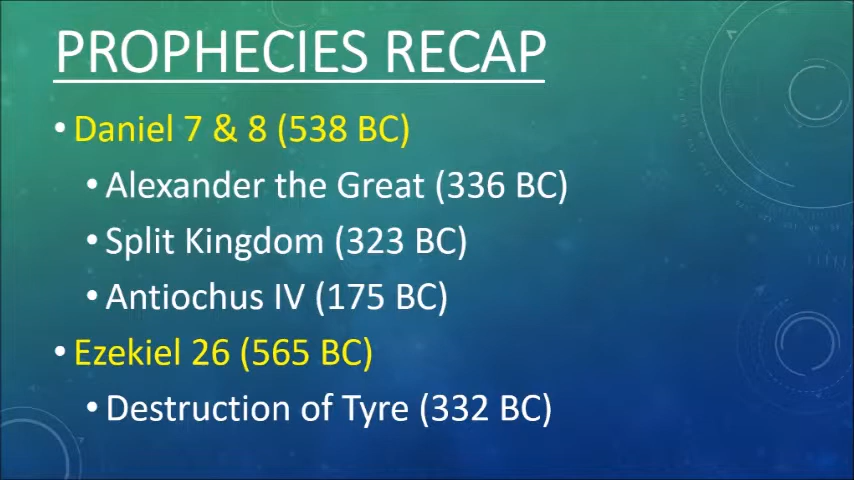 PROPHECIES RECAP
• Daniel 7 & 8 (538 BC)
• Alexander the Great (336 BC)
• Split Kingdom (323 BC)
• Antiochus IV (175 BC)
• Ezekiel 26 (565 BC)
• Destruction of Tyre (332 BC)